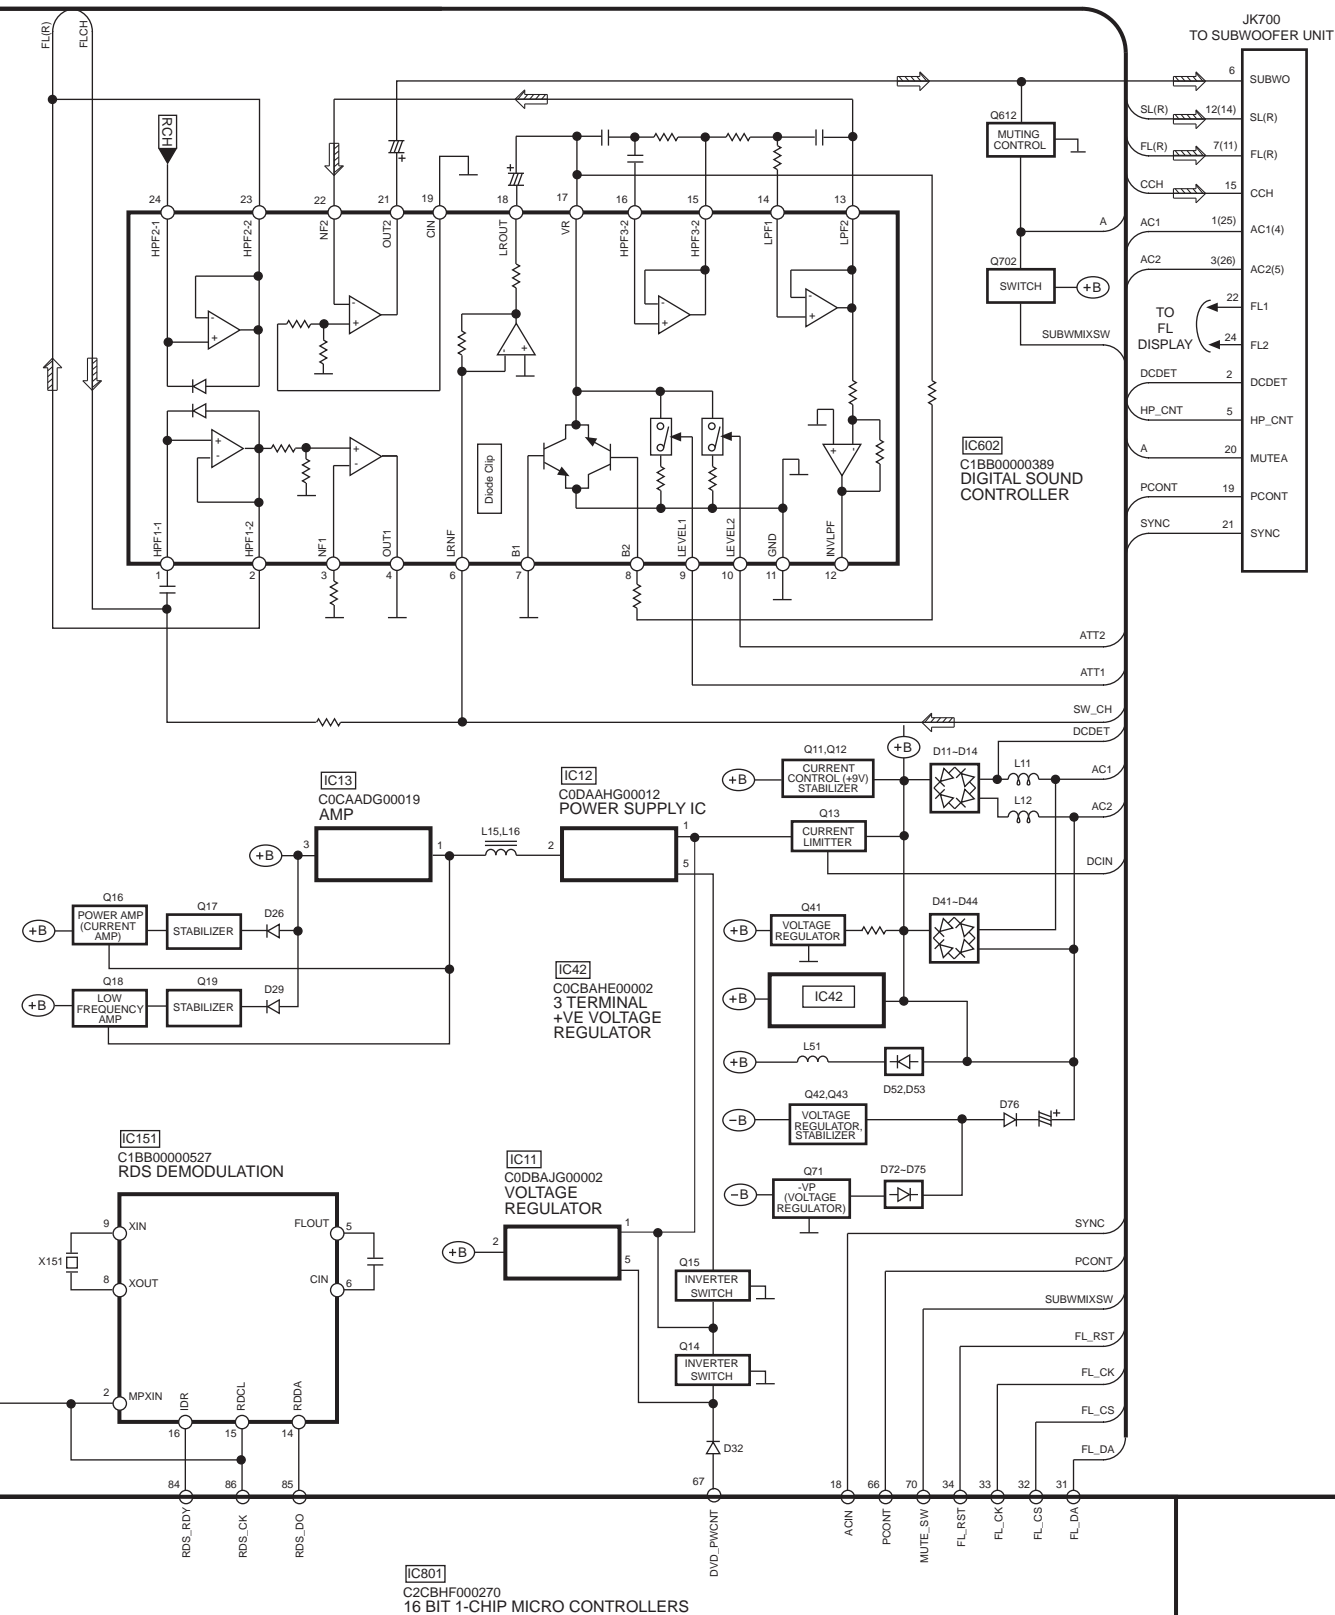 FL(R)
FLCH
JK700
TO SUBWOOFER UNIT
6
SUBWO
SL(R)
12(14)
SL(R)
FL(R)
7(11)
FL(R)
CCH
15
CCH
AC1
1(25)
AC1(4)
AC2
3(26)
AC2(5)
22
FL1
TO
FL
DISPLAY
24
FL2
DCDET
2
DCDET
HP_CNT
5
HP_CNT
A
20
MUTEA
PCONT
19
PCONT
SYNC
21
SYNC
Q612
MUTING
CONTROL
A
Q702
SWITCH
+B
SUBWMIXSW
RCH
24
23
22
21
19
18
17
16
15
14
13
HPF2-1
HPF2-2
NF2
OUT2
CIN
LROUT
VR
HPF3-2
HPF3-2
LPF1
LPF2
-
+
-
+
-
+
-
+
-
+
Diode Clip
+
-
+
-
+
-
HPF1-1
HPF1-2
NF1
OUT1
LRNF
B1
B2
LEVEL1
LEVEL2
GND
INVLPF
1
2
3
4
6
7
8
9
10
11
12
IC602
C1BB00000389
DIGITAL SOUND
CONTROLLER
ATT2
ATT1
SW_CH
DCDET
IC13
C0CAADG00019
AMP
IC12
C0DAAHG00012
POWER SUPPLY IC
+B
Q11,Q12
CURRENT
CONTROL (+9V)
STABILIZER
+B
D11~D14
L11
AC1
L12
AC2
+B
3
1
L15,L16
2
1
5
Q13
CURRENT
LIMITTER
DCIN
+B
Q16
POWER AMP
(CURRENT
AMP)
Q17
STABILIZER
D26
+B
Q18
LOW
FREQUENCY
AMP
Q19
STABILIZER
D29
+B
Q41
VOLTAGE
REGULATOR
D41~D44
IC42
C0CBAHE00002
3 TERMINAL
+VE VOLTAGE
REGULATOR
+B
IC42
+B
L51
D52,D53
−B
Q42,Q43
VOLTAGE
REGULATOR,
STABILIZER
D76
+
−B
Q71
-VP
(VOLTAGE
REGULATOR)
D72~D75
IC151
C1BB00000527
RDS DEMODULATION
IC11
C0DBAJG00002
VOLTAGE
REGULATOR
9
XIN
FLOUT
5
X151
8
XOUT
CIN
6
+B
2
1
5
Q15
INVERTER
SWITCH
Q14
INVERTER
SWITCH
D32
2
MPXIN
IDR
RDCL
RDDA
16
15
14
SYNC
PCONT
SUBWMIXSW
FL_RST
FL_CK
FL_CS
FL_DA
84
86
85
67
18
66
70
34
33
32
31
RDS_RDY
RDS_CK
RDS_DO
DVD_PWCNT
ACIN
PCONT
MUTE_SW
FL_RST
FL_CK
FL_CS
FL_DA
IC801
C2CBHF000270
16 BIT 1-CHIP MICRO CONTROLLERS